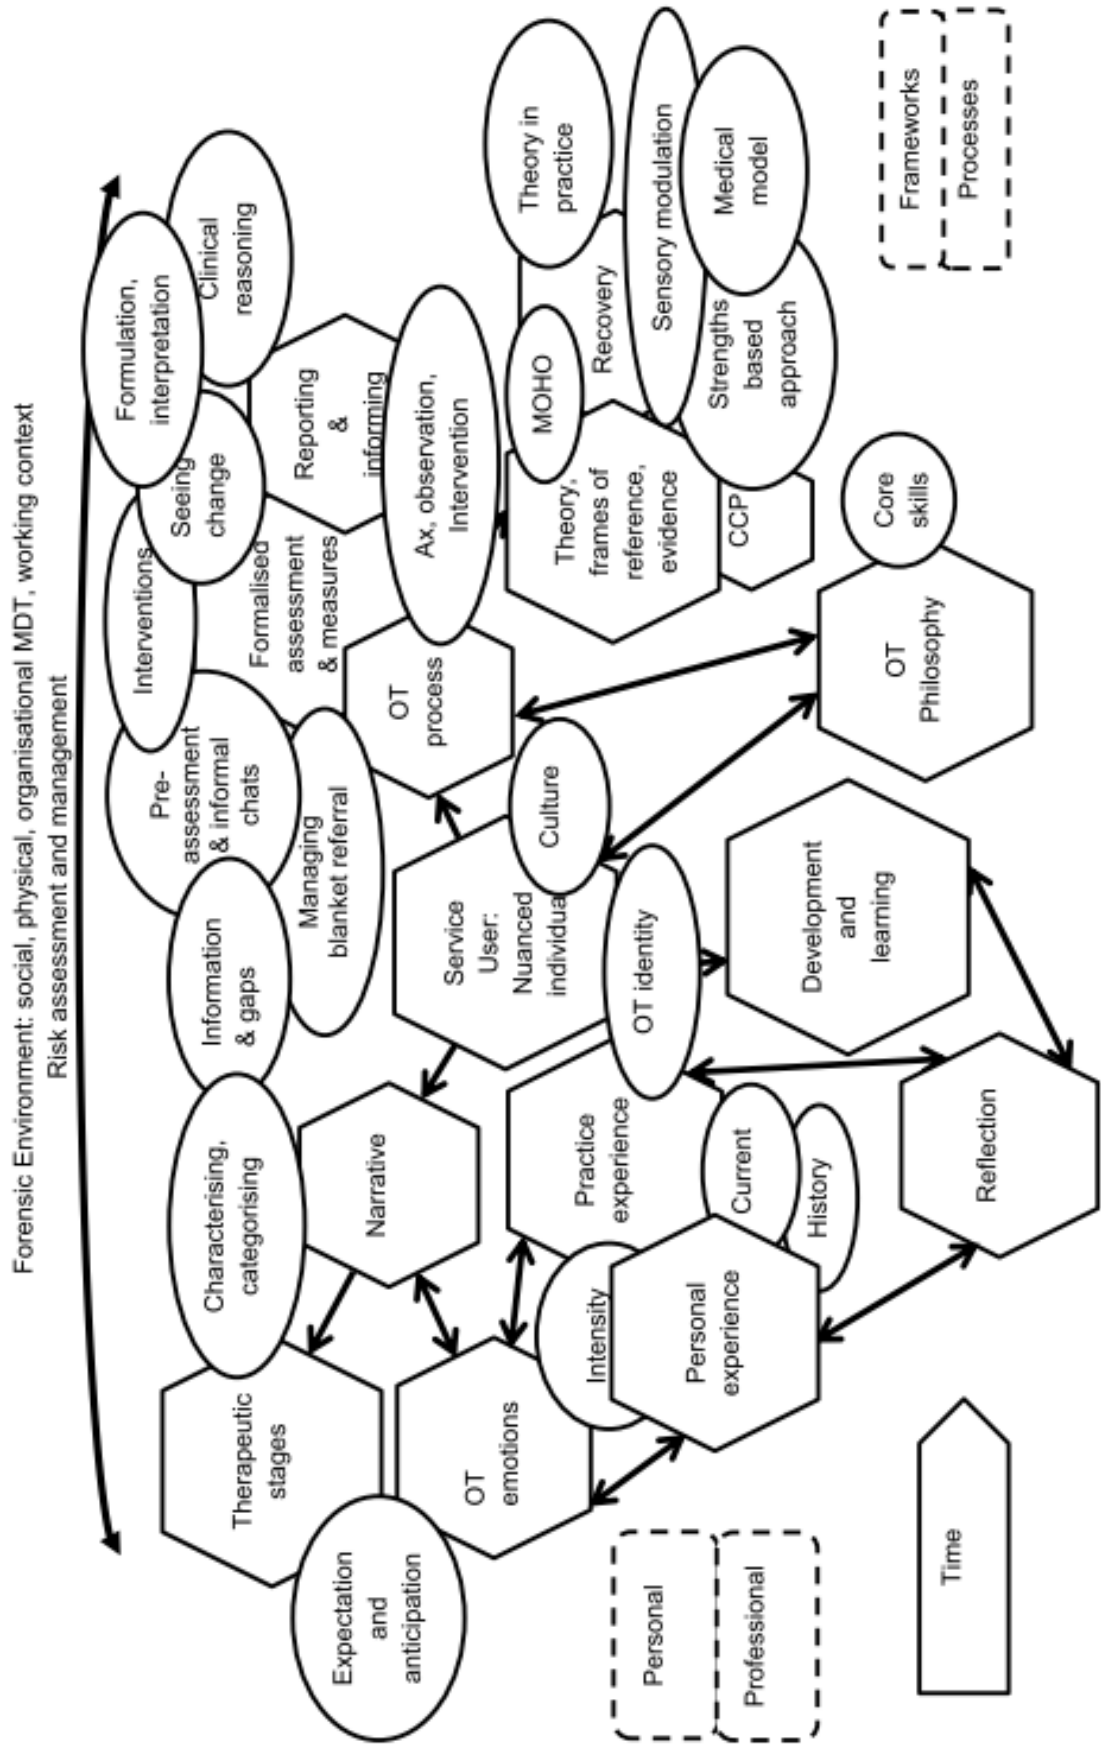 Forensic Environment: social, physical, organisational MDT, working context
Risk assessment and management
Formulation,
interpretation
Clinical
reasoning
Interventions
Seeing
change
Pre-
assessment
& informal
chats
Information
& gaps
Characterising,
categorising
Managing
blanket referral
Formalised
assessment
& measures
Reporting
&
informing
Therapeutic
stages
Expectation
and
anticipation
Narrative
OT
process
Ax, observation,
Intervention
OT
emotions
Service
User:
Nuanced
individua
Culture
MOHO
Recovery
Theory in
practice
Theory,
frames of
reference,
evidence
Sensory modulation
Medical
model
Strengths
based
approach
CCP
Practice
experience
OT identity
Intensity
Personal
experience
Current
History
Development
and
learning
OT
Philosophy
Core
skills
Reflection
Personal
Professional
Time
Frameworks
Processes